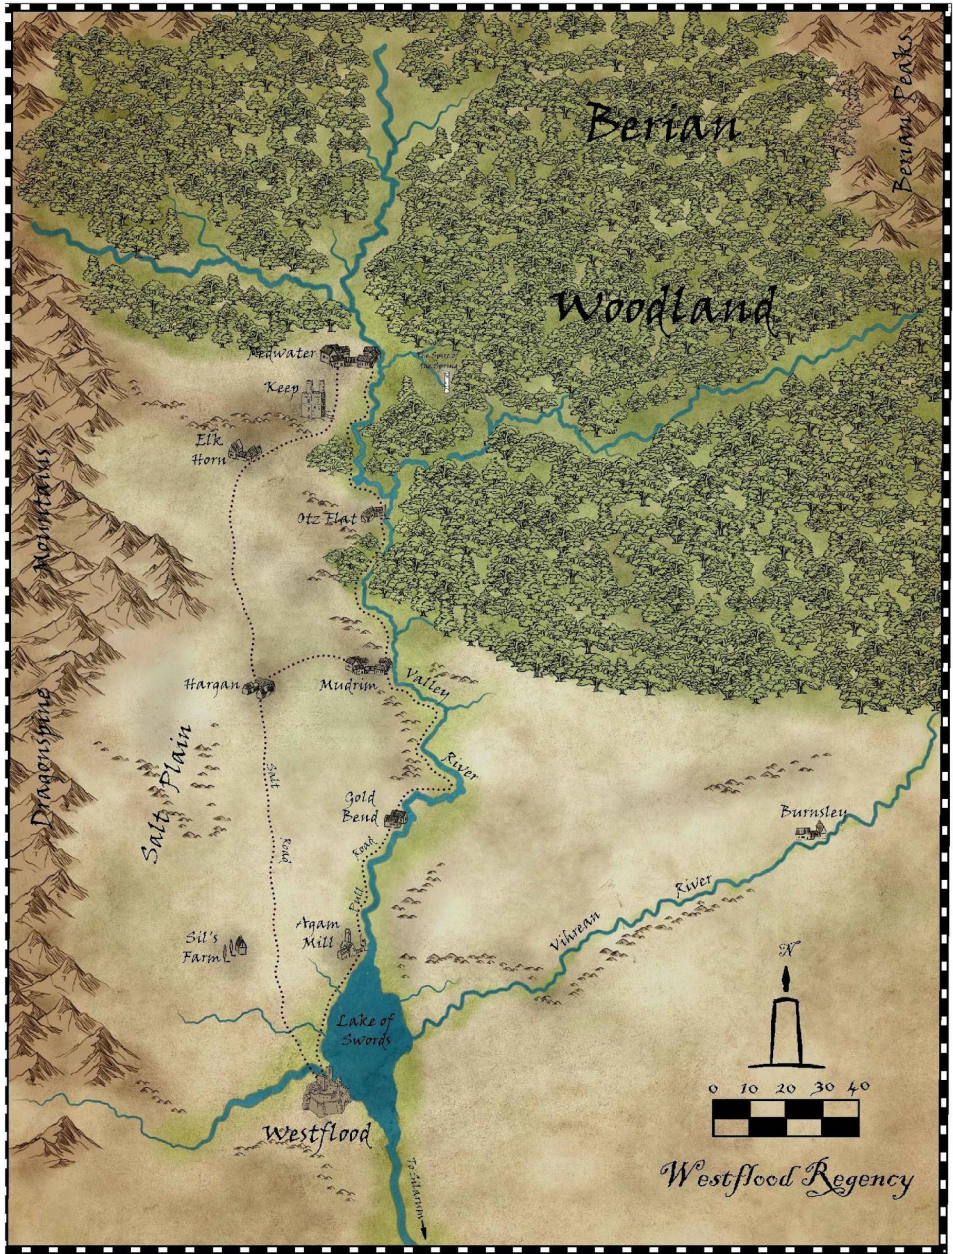 Berian
Berian Peaks
Woodland
Keep
Elk
Horn
Otz Flat
Mountains
Hargan
Mudrim
Valley
River
Dragonspine
Salt Plain
Salt
Road
Gold
Bend
Road
Pull
Burnsley
Vihrean
River
Agam
Mill
Sil's
Farm
N
Lake of
Swords
0 10 20 30 40
Westflood
Westflood Regency